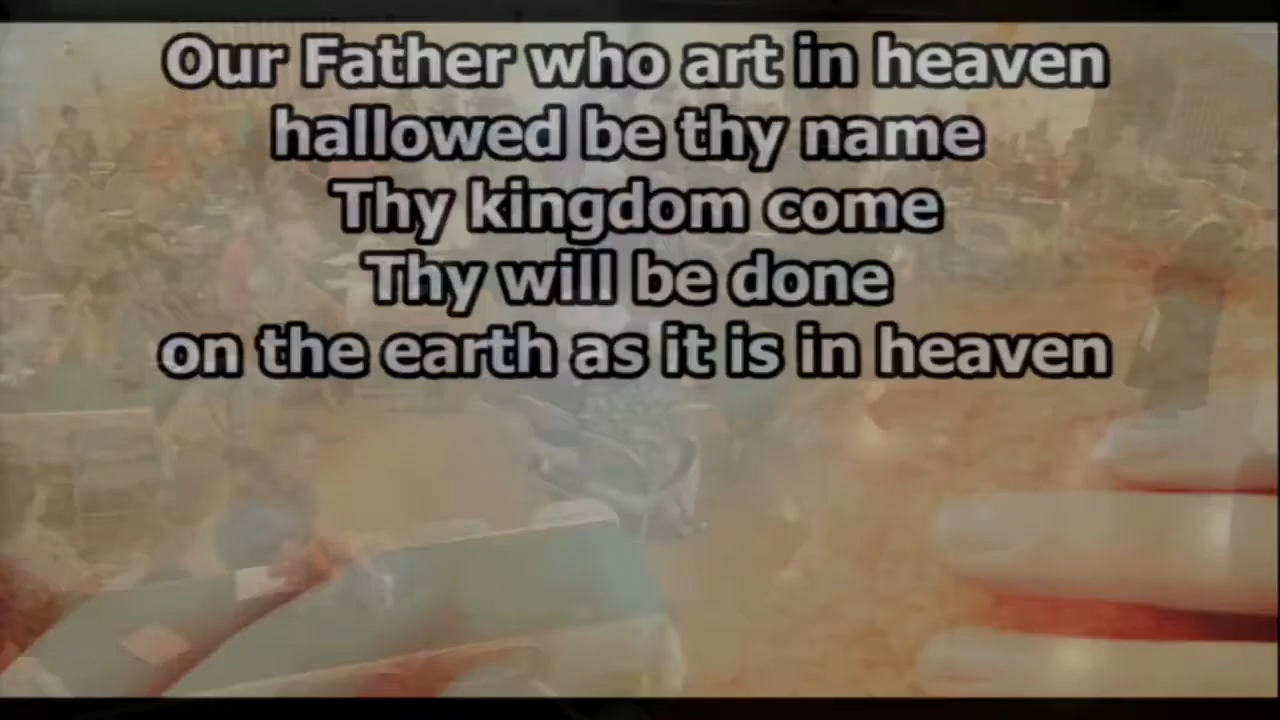 Our Father who art in heaven
hallowed be thy name
Thy kingdom come
Thy will be done
on the earth as it is in heaven